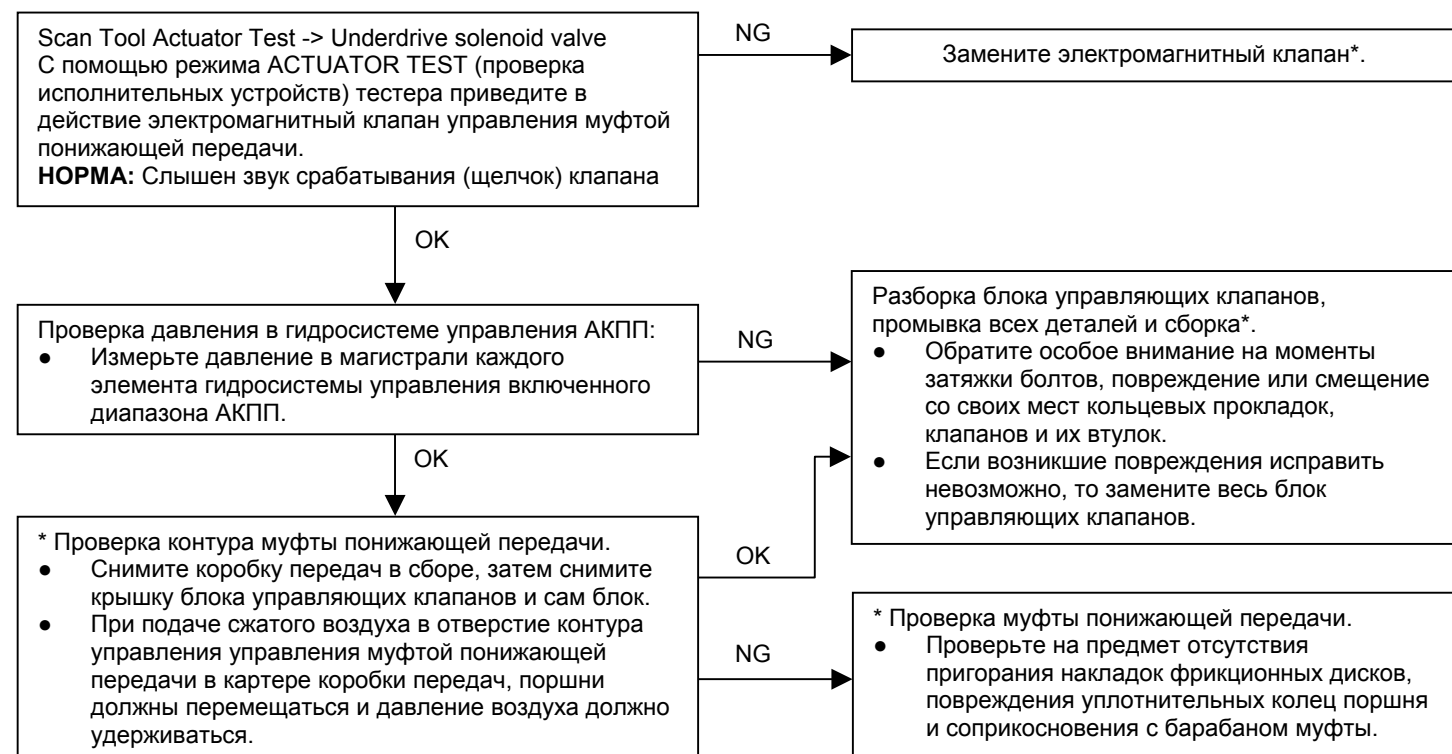 Scan Tool Actuator Test -> Underdrive solenoid valve
С помощью режима ACTUATOR TEST (проверка
исполнительных устройств) тестера приведите в
действие электромагнитный клапан управления муфтой
понижающей передачи.
НОРМА: Слышен звук срабатывания (щелчок) клапана
NG
Замените электромагнитный клапан*.
OK
Проверка давления в гидросистеме управления АКПП:
● Измерьте давление в магистрали каждого
элемента гидросистемы управления включенного
диапазона АКПП.
NG
Разборка блока управляющих клапанов,
промывка всех деталей и сборка*.
● Обратите особое внимание на моменты
затяжки болтов, повреждение или смещение
со своих мест кольцевых прокладок,
клапанов и их втулок.
● Если возникшие повреждения исправить
невозможно, то замените весь блок
управляющих клапанов.
OK
* Проверка контура муфты понижающей передачи.
● Снимите коробку передач в сборе, затем снимите
крышку блока управляющих клапанов и сам блок.
● При подаче сжатого воздуха в отверстие контура
управления управления муфтой понижающей
передачи в картере коробки передач, поршни
должны перемещаться и давление воздуха должно
удерживаться.
OK
NG
* Проверка муфты понижающей передачи.
● Проверьте на предмет отсутствия
пригорания накладок фрикционных дисков,
повреждения уплотнительных колец поршня
и соприкосновения с барабаном муфты.